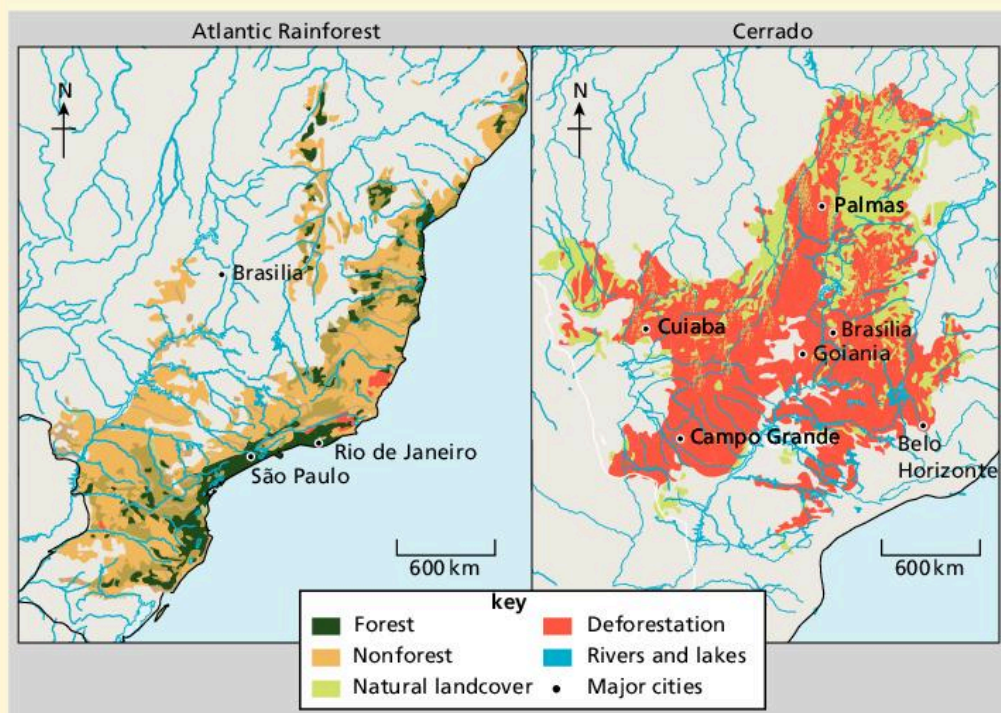 Atlantic Rainforest
Cerrado
N
Brasilia
Rio de Janeiro
São Paulo
600 km
N
Palmas
Cuiaba
Brasília
Goiania
Campo Grande
Belo
Horizonte
600 km
key
Forest
Deforestation
Nonforest
Rivers and lakes
Natural landcover
Major cities